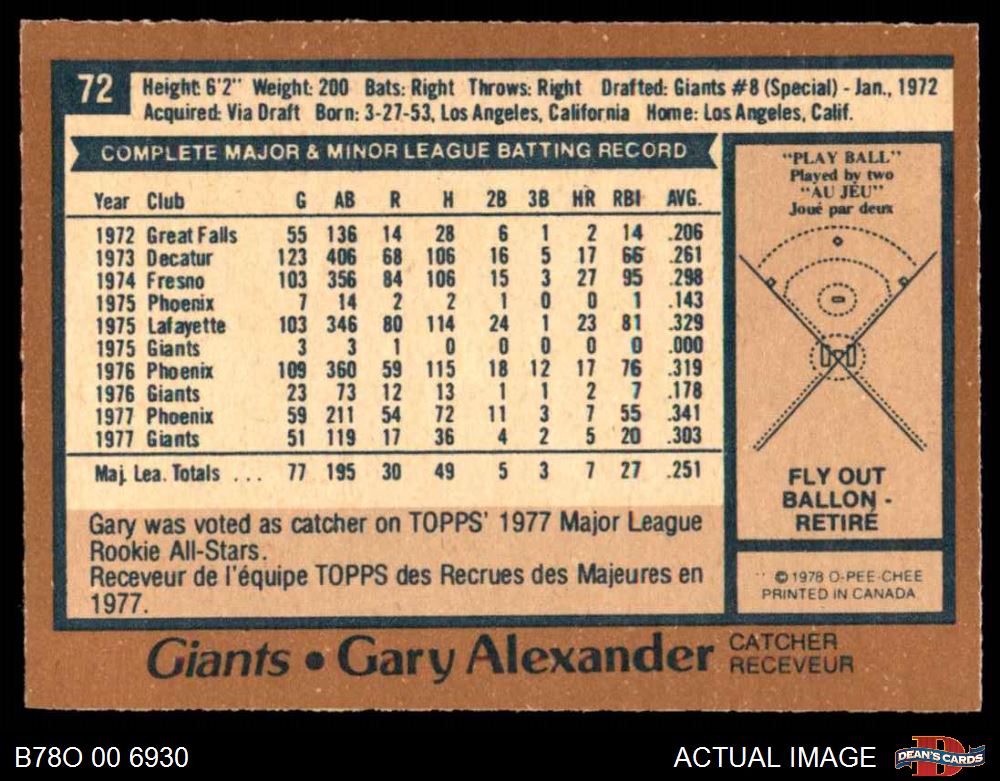 72
Height: 6'2" Weight: 200 Bats: Right Throws: Right Drafted: Giants #8 (Special) - Jan., 1972
Acquired: Via Draft Born: 3-27-53, Los Angeles, California Home: Los Angeles, Calif.
COMPLETE MAJOR & MINOR LEAGUE BATTING RECORD
Year Club G AB R H 2B 3B HR RBI AVG.
1972 Great Falls 55 136 14 28 6 1 2 14 .206
1973 Decatur 123 406 68 106 16 5 17 66 .261
1974 Fresno 103 356 84 106 15 3 27 95 .298
1975 Phoenix 7 14 2 2 1 0 0 1 .143
1975 Lafayette 103 346 80 114 24 1 23 81 .329
1975 Giants 3 3 1 0 0 0 0 0 .000
1976 Phoenix 109 360 59 115 18 12 17 76 .319
1976 Giants 23 73 12 13 1 1 2 7 .178
1977 Phoenix 59 211 54 72 11 3 7 55 .341
1977 Giants 51 119 17 36 4 2 5 20 .303
Maj. Lea. Totals ... 77 195 30 49 5 3 7 27 .251
Gary was voted as catcher on TOPPS' 1977 Major League
Rookie All-Stars.
Receveur de l'équipe TOPPS des Recrues des Majeures en
1977.
"PLAY BALL"
Played by two
"AU JEU"
Joué par deux
FLY OUT
BALLON -
RETIRÉ
© 1978 O-PEE-CHEE
PRINTED IN CANADA
Giants • Gary Alexander CATCHER
RECEVEUR
B78O 00 6930
ACTUAL IMAGE
D
DEAN'S CARDS